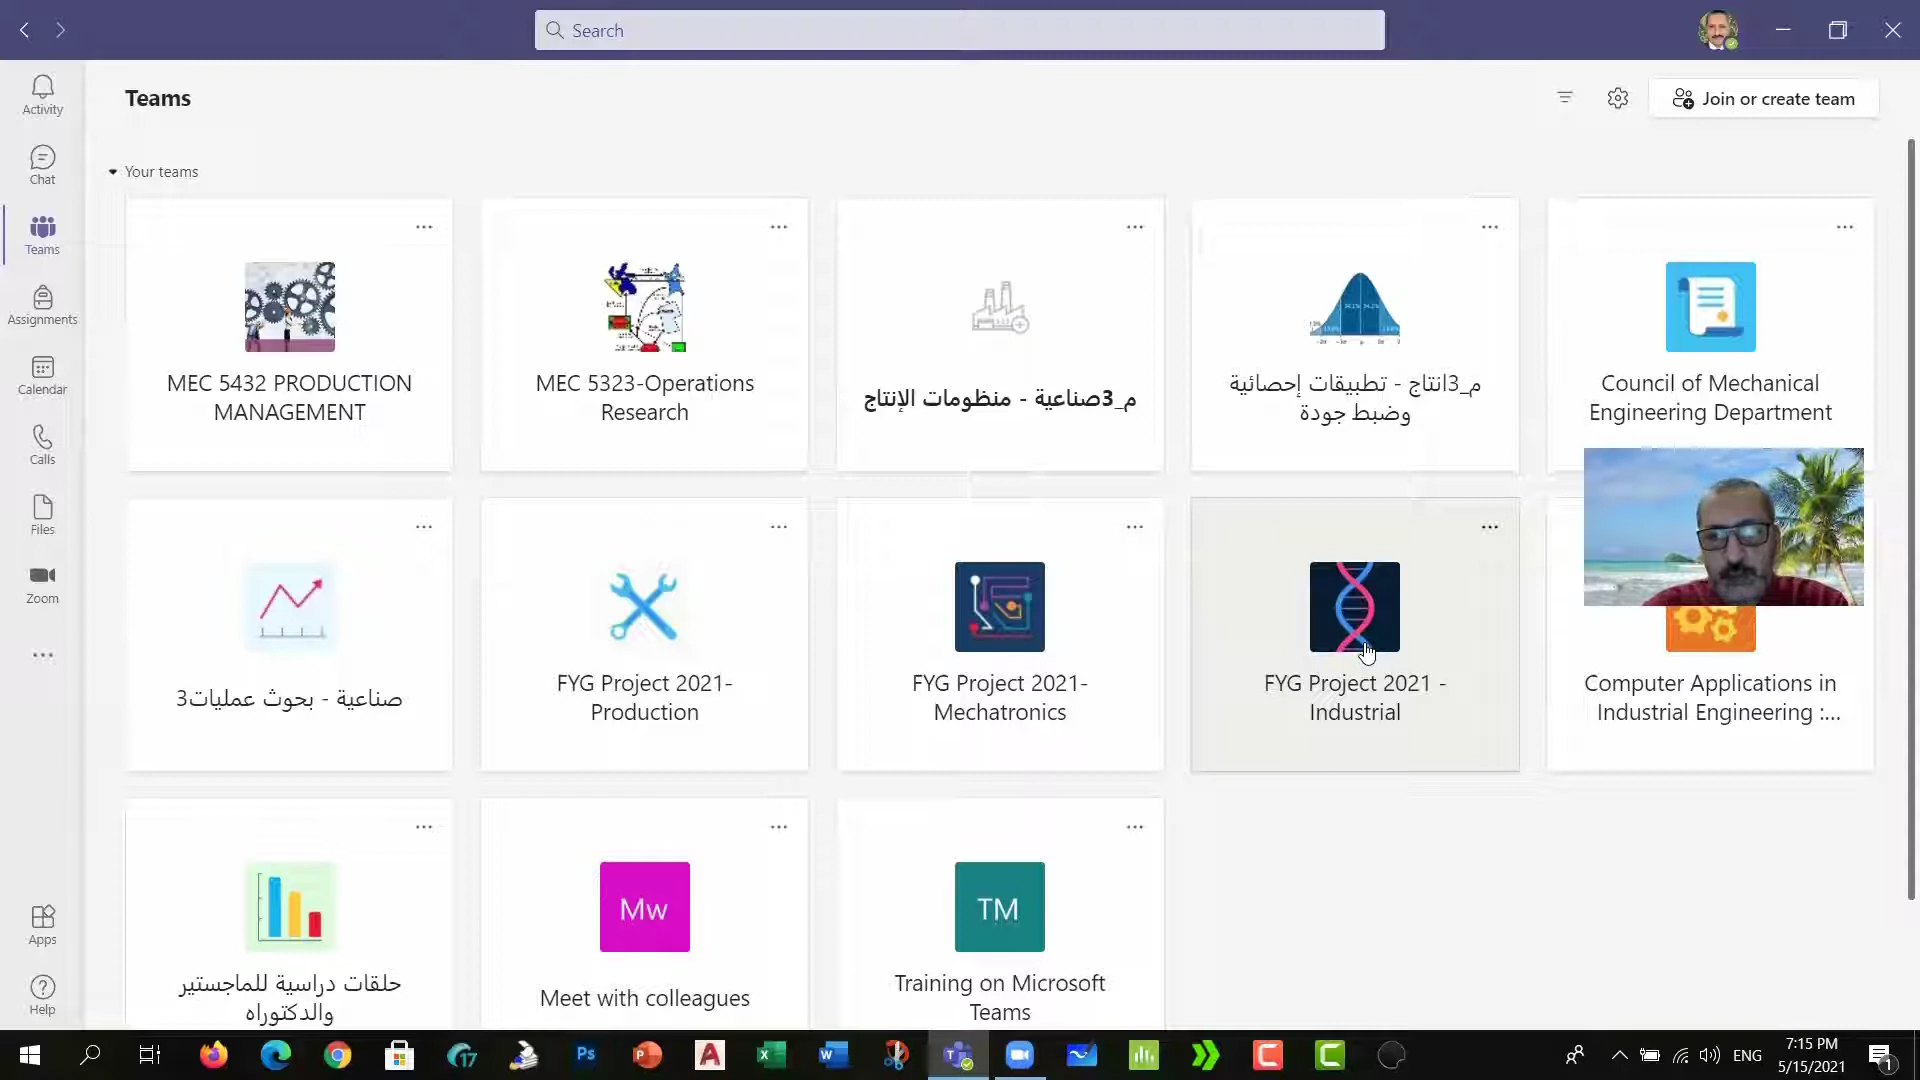 Search
Activity
Chat
Teams
Assignments
Calendar
Calls
Files
Zoom
Apps
Help
Teams
Join or create team
Your teams
MEC 5432 PRODUCTION
MANAGEMENT
MEC 5323-Operations
Research
م_3صناعية - منظومات الإنتاج
م_3انتاج - تطبيقات إحصائية
وضبط جودة
Council of Mechanical
Engineering Department
صناعية - بحوث عمليات3
FYG Project 2021-
Production
FYG Project 2021-
Mechatronics
FYG Project 2021 -
Industrial
Computer Applications in
Industrial Engineering :...
حلقات دراسية للماجستير
والدكتوراه
Mw
Meet with colleagues
TM
Training on Microsoft
Teams
17
Ps
ENG
7:15 PM
5/15/2021
1